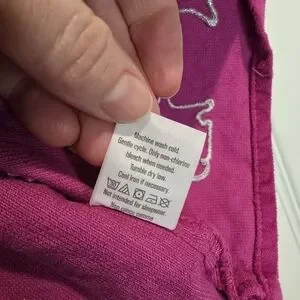 Machine wash cold.
Gentle cycle. Only non-chlorine
bleach when needed.
Tumble dry low.
Cool Iron if necessary.
Not intended for sleepwear.